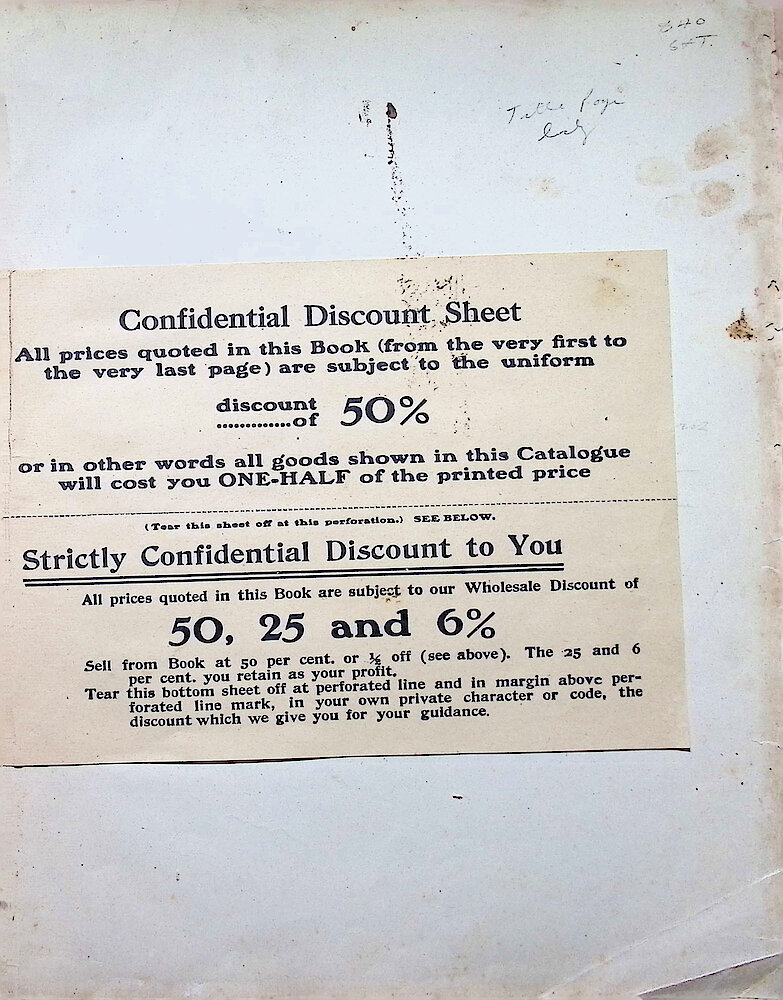 840
Title Page
only
Confidential Discount Sheet
All prices quoted in this Book (from the very first to
the very last page) are subject to the uniform
discount
.............of 50%
or in other words all goods shown in this Catalogue
will cost you ONE-HALF of the printed price
(Tear this sheet off at this perforation.) SEE BELOW.
Strictly Confidential Discount to You
All prices quoted in this Book are subject to our Wholesale Discount of
50, 25 and 6%
Sell from Book at 50 per cent. or ½ off (see above). The 25 and 6
per cent. you retain as your profit.
Tear this bottom sheet off at perforated line and in margin above per-
forated line mark, in your own private character or code, the
discount which we give you for your guidance.